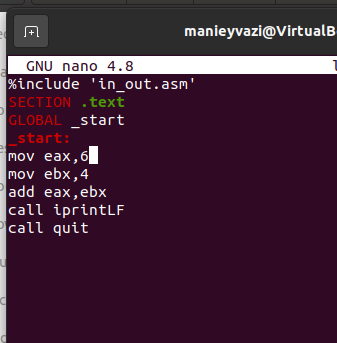 manieyvazi@VirtualB
GNU nano 4.8
%include 'in_out.asm'
SECTION .text
GLOBAL _start
_start:
mov eax,6
mov ebx,4
add eax,ebx
call iprintLF
call quit